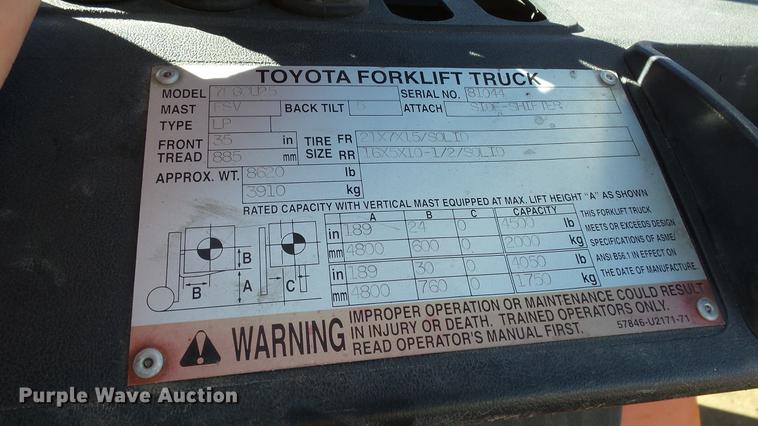 TOYOTA FORKLIFT TRUCK
MODEL SERIAL NO. 81044
MAST FSV BACK TILT 5 ATTACH SIDE-SHIFTER
TYPE LP
FRONT TREAD 35 in 885 mm
TIRE SIZE FR 21X7X15/SOLID
RR 16X5X10-1/2/SOLID
APPROX. WT. 8620 lb
3910 kg
RATED CAPACITY WITH VERTICAL MAST EQUIPPED AT MAX. LIFT HEIGHT "A" AS SHOWN
A B C CAPACITY
in 189 24 0 4500 lb
mm 4800 600 0 2000 kg
in 189 30 0 4050 lb
mm 4800 760 0 1750 kg
THIS FORKLIFT TRUCK
MEETS OR EXCEEDS DESIGN
SPECIFICATIONS OF ASME/
ANSI B56.1 IN EFFECT ON
THE DATE OF MANUFACTURE.
B
B A C
WARNING
IMPROPER OPERATION OR MAINTENANCE COULD RESULT
IN INJURY OR DEATH. TRAINED OPERATORS ONLY.
READ OPERATOR'S MANUAL FIRST.
57846-U2171-71
Purple Wave Auction